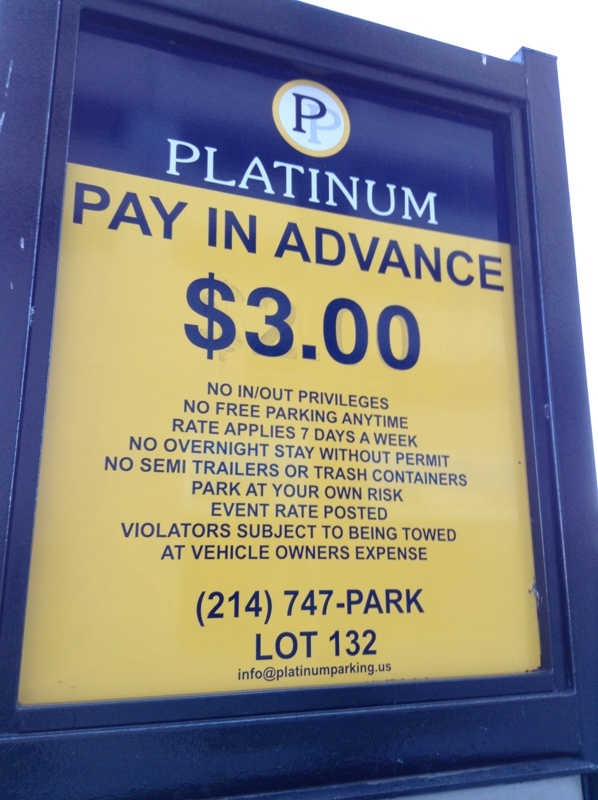 PP
PLATINUM
PAY IN ADVANCE
$3.00
NO IN/OUT PRIVILEGES
NO FREE PARKING ANYTIME
RATE APPLIES 7 DAYS A WEEK
NO OVERNIGHT STAY WITHOUT PERMIT
NO SEMI TRAILERS OR TRASH CONTAINERS
PARK AT YOUR OWN RISK
EVENT RATE POSTED
VIOLATORS SUBJECT TO BEING TOWED
AT VEHICLE OWNERS EXPENSE
(214) 747-PARK
LOT 132
info@platinumparking.us